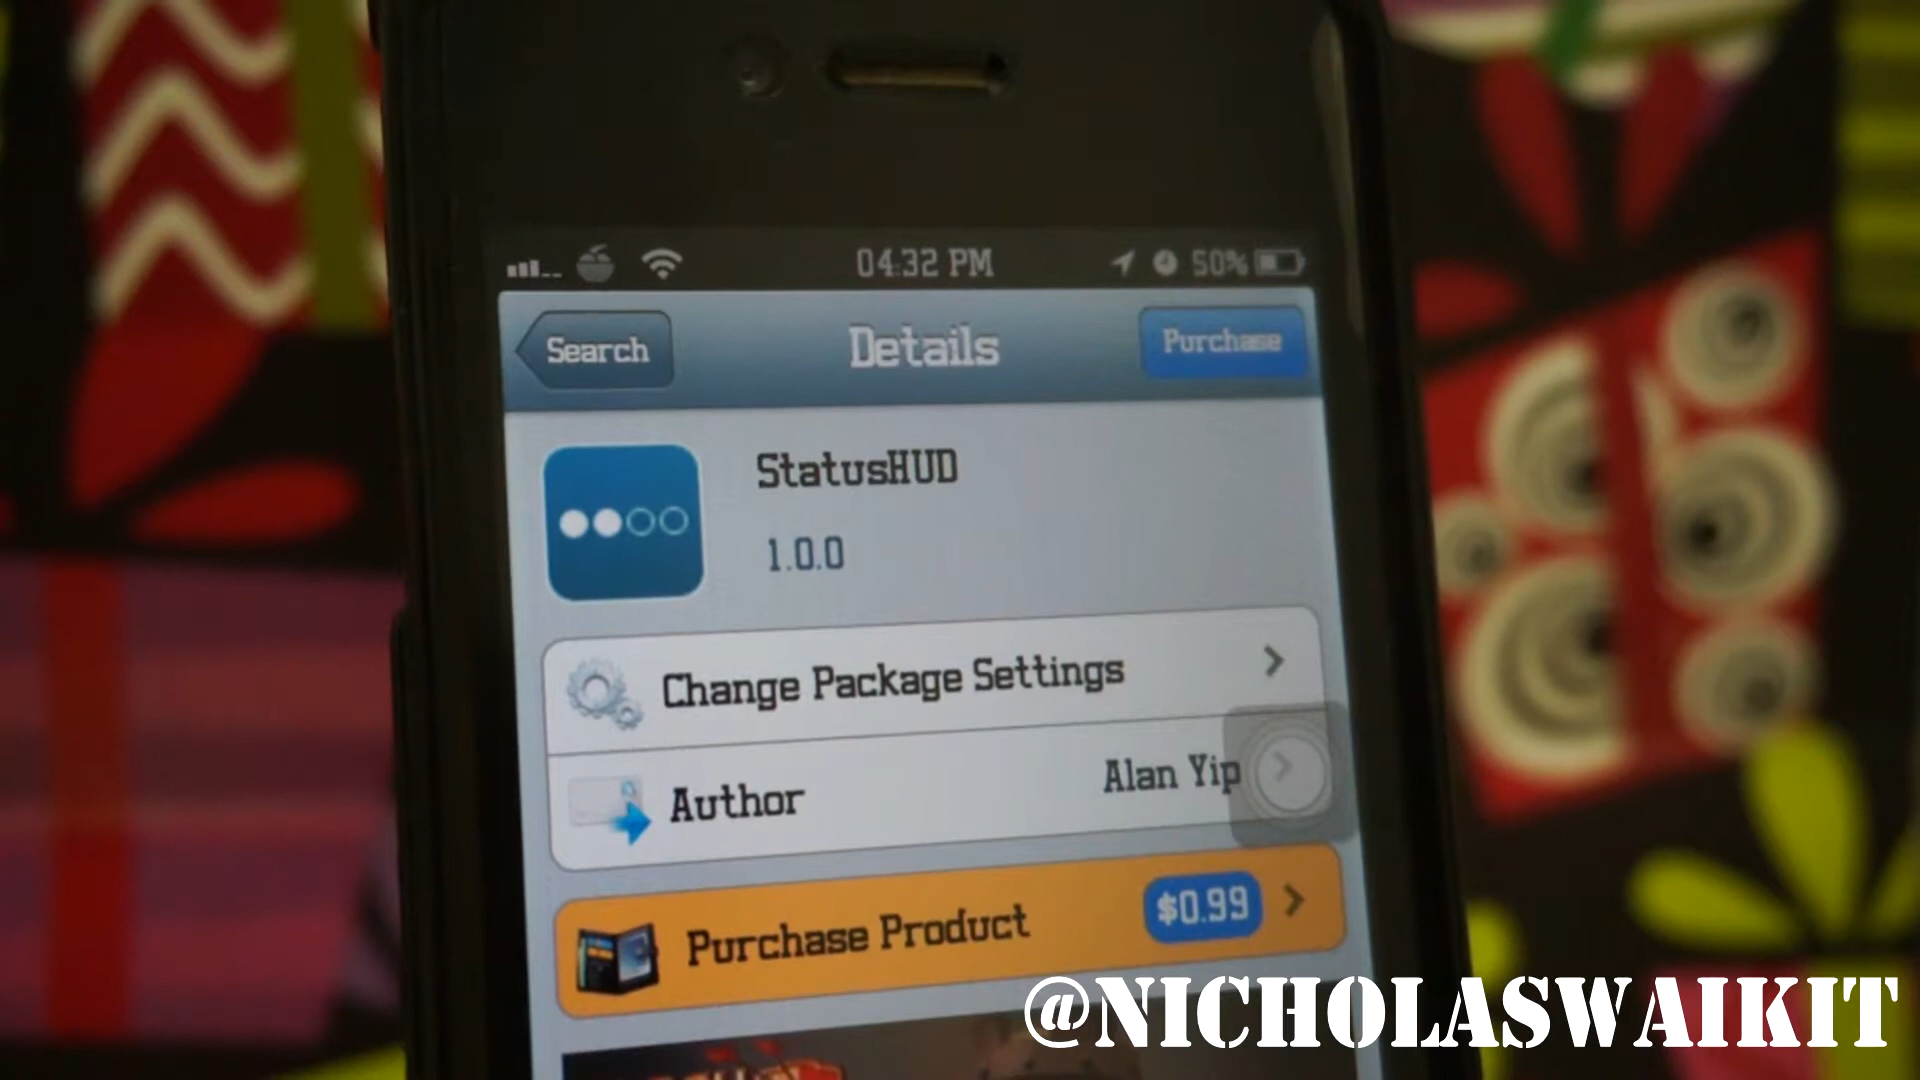 04:32 PM 50%
Search Details Purchase
StatusHUD
1.0.0
Change Package Settings
Author Alan Yip
Purchase Product $0.99
@NICHOLASWAIKIT